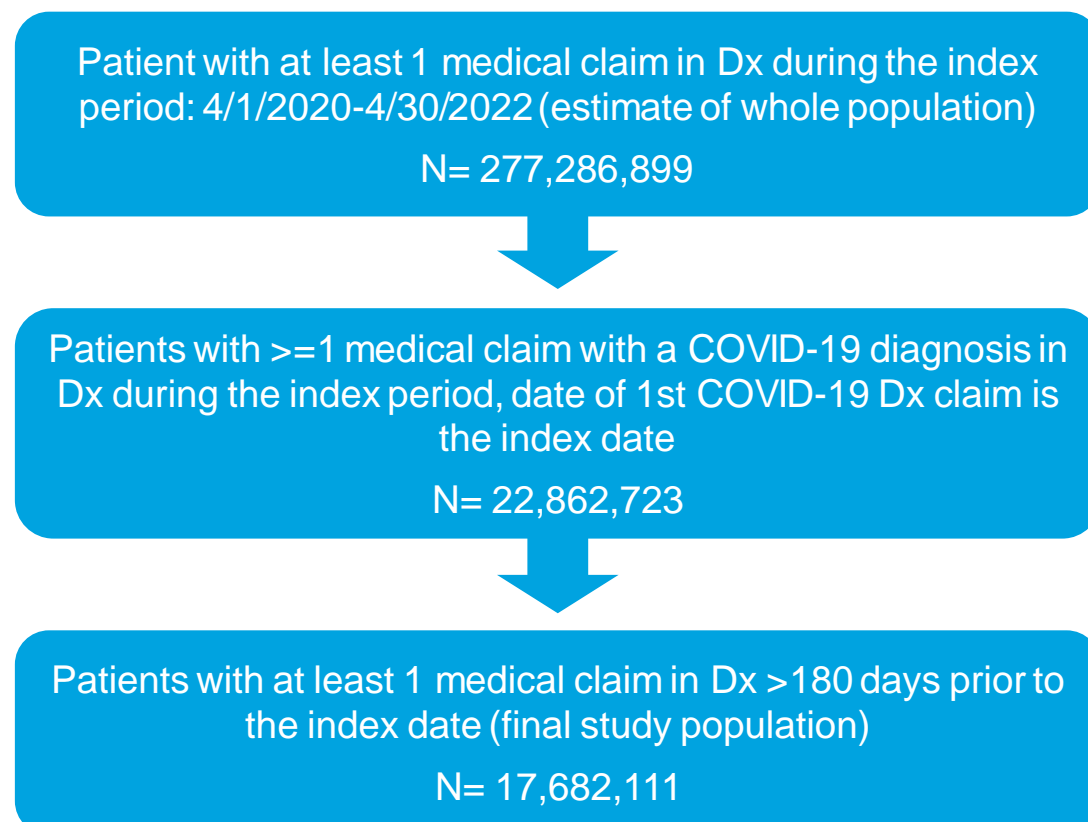 Patient with at least 1 medical claim in Dx during the index
period: 4/1/2020-4/30/2022 (estimate of whole population)
N= 277,286,899
Patients with >=1 medical claim with a COVID-19 diagnosis in
Dx during the index period, date of 1st COVID-19 Dx claim is
the index date
N= 22,862,723
Patients with at least 1 medical claim in Dx >180 days prior to
the index date (final study population)
N= 17,682,111